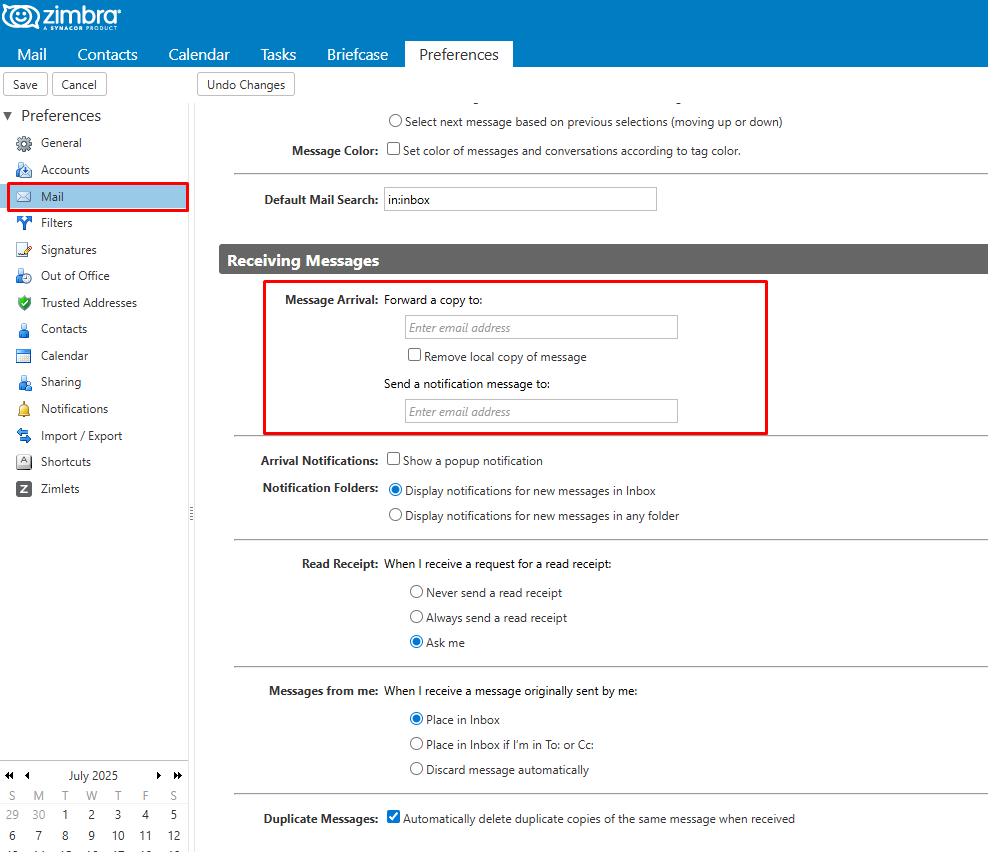 zimbra
A SYNACOR PRODUCT
Mail Contacts Calendar Tasks Briefcase Preferences
Save Cancel Undo Changes
Preferences
General
Accounts
Mail
Filters
Signatures
Out of Office
Trusted Addresses
Contacts
Calendar
Sharing
Notifications
Import / Export
Shortcuts
Zimlets
Select next message based on previous selections (moving up or down)
Message Color: Set color of messages and conversations according to tag color.
Default Mail Search: in:inbox
Receiving Messages
Message Arrival: Forward a copy to:
Enter email address
Remove local copy of message
Send a notification message to:
Enter email address
Arrival Notifications: Show a popup notification
Notification Folders: Display notifications for new messages in Inbox
Display notifications for new messages in any folder
Read Receipt: When I receive a request for a read receipt:
Never send a read receipt
Always send a read receipt
Ask me
Messages from me: When I receive a message originally sent by me:
Place in Inbox
Place in Inbox if I'm in To: or Cc:
Discard message automatically
Duplicate Messages: Automatically delete duplicate copies of the same message when received
July 2025
S M T W T F S
29 30 1 2 3 4 5
6 7 8 9 10 11 12